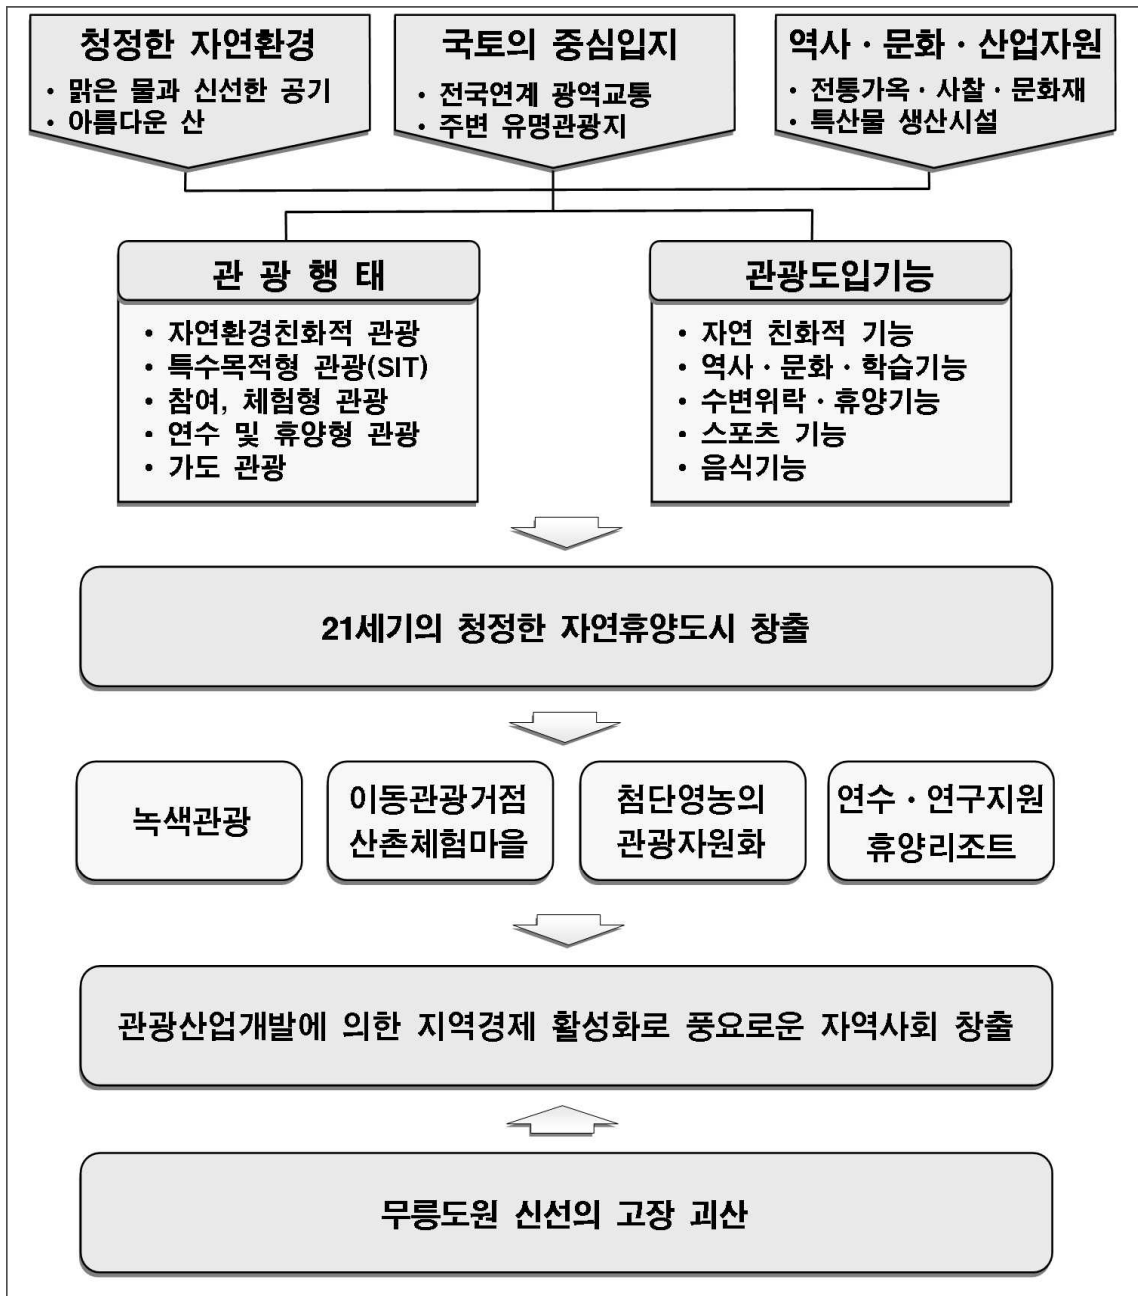 청정한 자연환경
• 맑은 물과 신선한 공기
• 아름다운 산
국토의 중심입지
• 전국연계 광역교통
• 주변 유명관광지
역사 · 문화 · 산업자원
• 전통가옥 · 사찰 · 문화재
• 특산물 생산시설
관 광 행 태
• 자연환경친화적 관광
• 특수목적형 관광(SIT)
• 참여, 체험형 관광
• 연수 및 휴양형 관광
• 가도 관광
관광도입기능
• 자연 친화적 기능
• 역사 · 문화 · 학습기능
• 수변위락 · 휴양기능
• 스포츠 기능
• 음식기능
21세기의 청정한 자연휴양도시 창출
녹색관광
이동관광거점
산촌체험마을
첨단영농의
관광자원화
연수 · 연구지원
휴양리조트
관광산업개발에 의한 지역경제 활성화로 풍요로운 자역사회 창출
무릉도원 신선의 고장 괴산